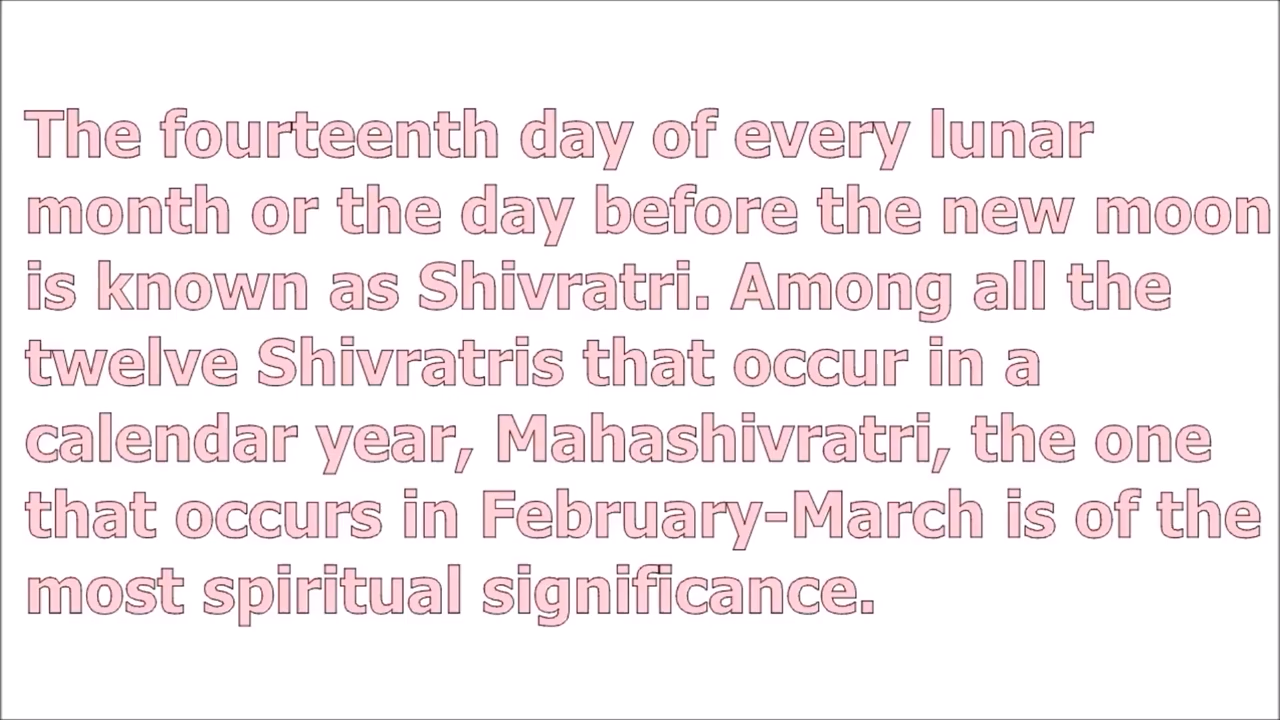 The fourteenth day of every lunar
month or the day before the new moon
is known as Shivratri. Among all the
twelve Shivratris that occur in a
calendar year, Mahashivratri, the one
that occurs in February-March is of the
most spiritual significance.